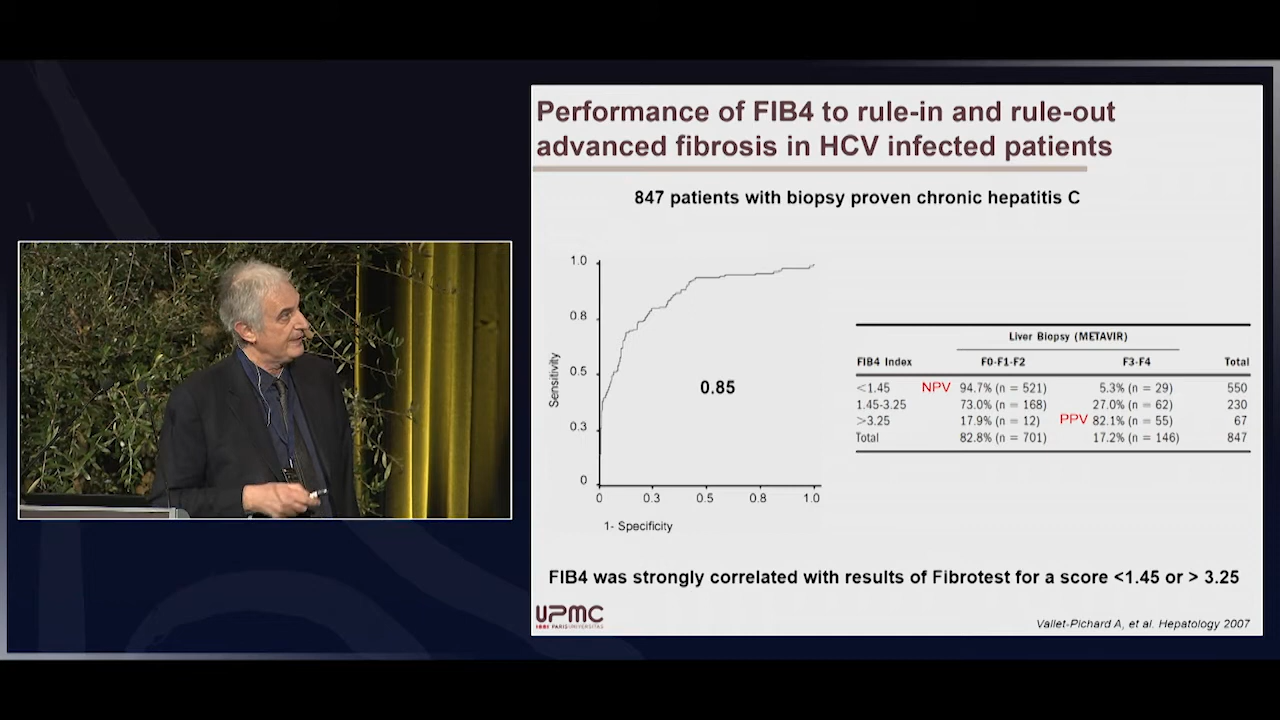 Performance of FIB4 to rule-in and rule-out
advanced fibrosis in HCV infected patients
847 patients with biopsy proven chronic hepatitis C
1.0
0.8
0.5
0.3
0
Sensitivity
0.85
0 0.3 0.5 0.8 1.0
1- Specificity
Liver Biopsy (METAVIR)
FIB4 Index F0-F1-F2 F3-F4 Total
<1.45 NPV 94.7% (n = 521) 5.3% (n = 29) 550
1.45-3.25 73.0% (n = 168) 27.0% (n = 62) 230
>3.25 17.9% (n = 12) PPV 82.1% (n = 55) 67
Total 82.8% (n = 701) 17.2% (n = 146) 847
FIB4 was strongly correlated with results of Fibrotest for a score <1.45 or > 3.25
UPMC
PARISUNIVERSITAS
Vallet-Pichard A, et al. Hepatology 2007